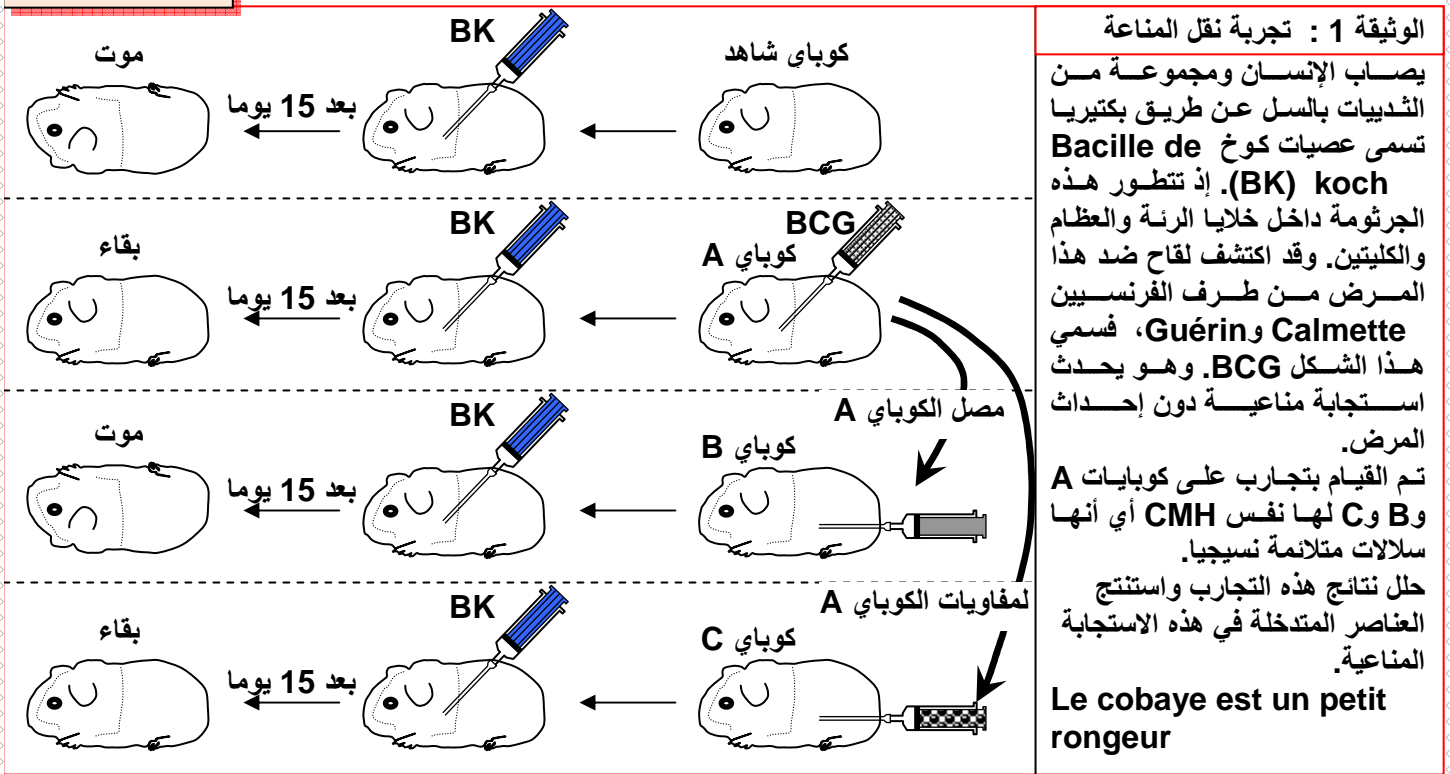 الوثيقة 1 : تجربة نقل المناعة
يصاب الإنسان ومجموعة من
الثدييات بالسل عن طريق بكتيريا
تسمى عصيات كوخ Bacille de
koch (BK). إذ تتطور هذه
الجرثومة داخل خلايا الرئة والعظام
والكليتين. وقد اكتشف لقاح ضد هذا
المرض من طرف الفرنسيين
Calmette وGuérin، فسمي
هذا الشكل BCG. وهو يحدث
استجابة مناعية دون إحداث
المرض.
تم القيام بتجارب على كوبايات A
وB وC لها نفس CMH أي أنها
سلالات متلائمة نسيجيا.
حلل نتائج هذه التجارب واستنتج
العناصر المتدخلة في هذه الاستجابة
المناعية.
Le cobaye est un petit
rongeur
كوباي شاهد
BK
بعد 15 يوما
موت
BCG
كوباي A
BK
بعد 15 يوما
بقاء
مصل الكوباي A
كوباي B
BK
بعد 15 يوما
موت
لمفاويات الكوباي A
كوباي C
BK
بعد 15 يوما
بقاء